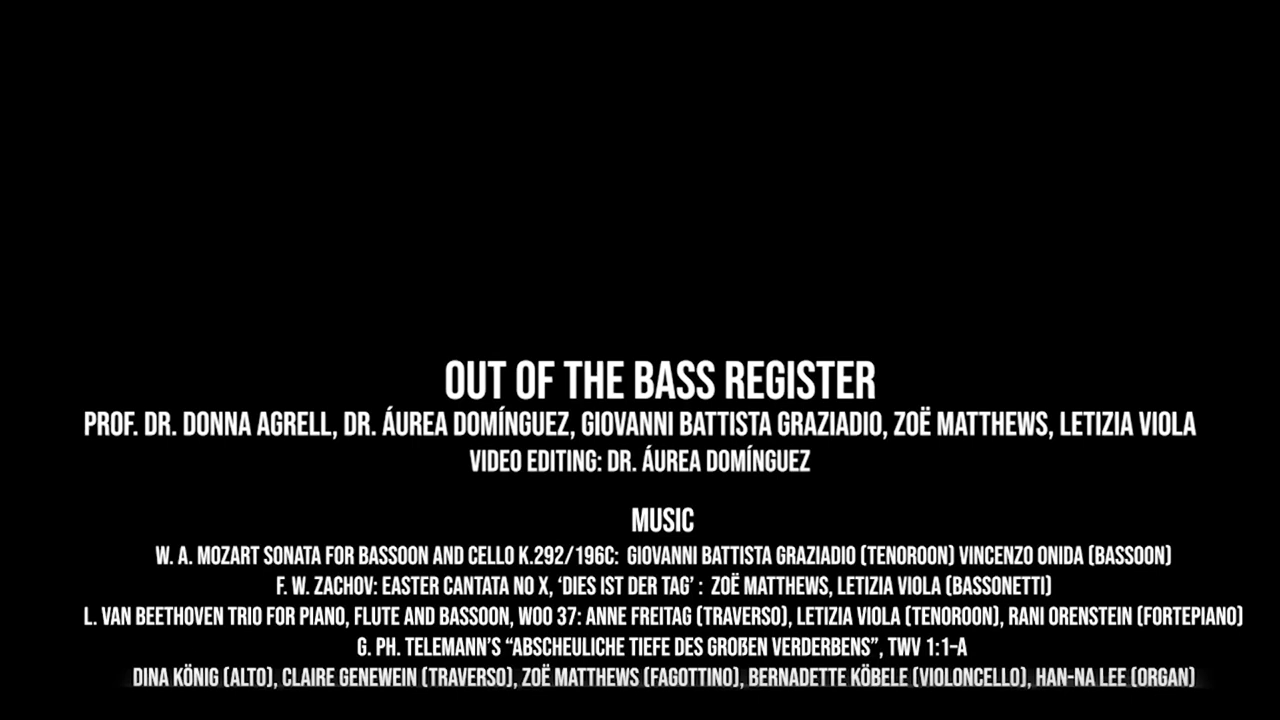 OUT OF THE BASS REGISTER
PROF. DR. DONNA AGRELL, DR. ÁUREA DOMÍNGUEZ, GIOVANNI BATTISTA GRAZIADIO, ZOË MATTHEWS, LETIZIA VIOLA
VIDEO EDITING: DR. ÁUREA DOMÍNGUEZ
MUSIC
W. A. MOZART SONATA FOR BASSOON AND CELLO K.292/196C: GIOVANNI BATTISTA GRAZIADIO (TENOROON) VINCENZO ONIDA (BASSOON)
F. W. ZACHOV: EASTER CANTATA NO X, ‘DIES IST DER TAG’ : ZOË MATTHEWS, LETIZIA VIOLA (BASSONETTI)
L. VAN BEETHOVEN TRIO FOR PIANO, FLUTE AND BASSOON, WOO 37: ANNE FREITAG (TRAVERSO), LETIZIA VIOLA (TENOROON), RANI ORENSTEIN (FORTEPIANO)
G. PH. TELEMANN’S “ABSCHEULICHE TIEFE DES GROẞEN VERDERBENS”, TWV 1:1-A
DINA KÖNIG (ALTO), CLAIRE GENEWEIN (TRAVERSO), ZOË MATTHEWS (FAGOTTINO), BERNADETTE KÖBELE (VIOLONCELLO), HAN-NA LEE (ORGAN)